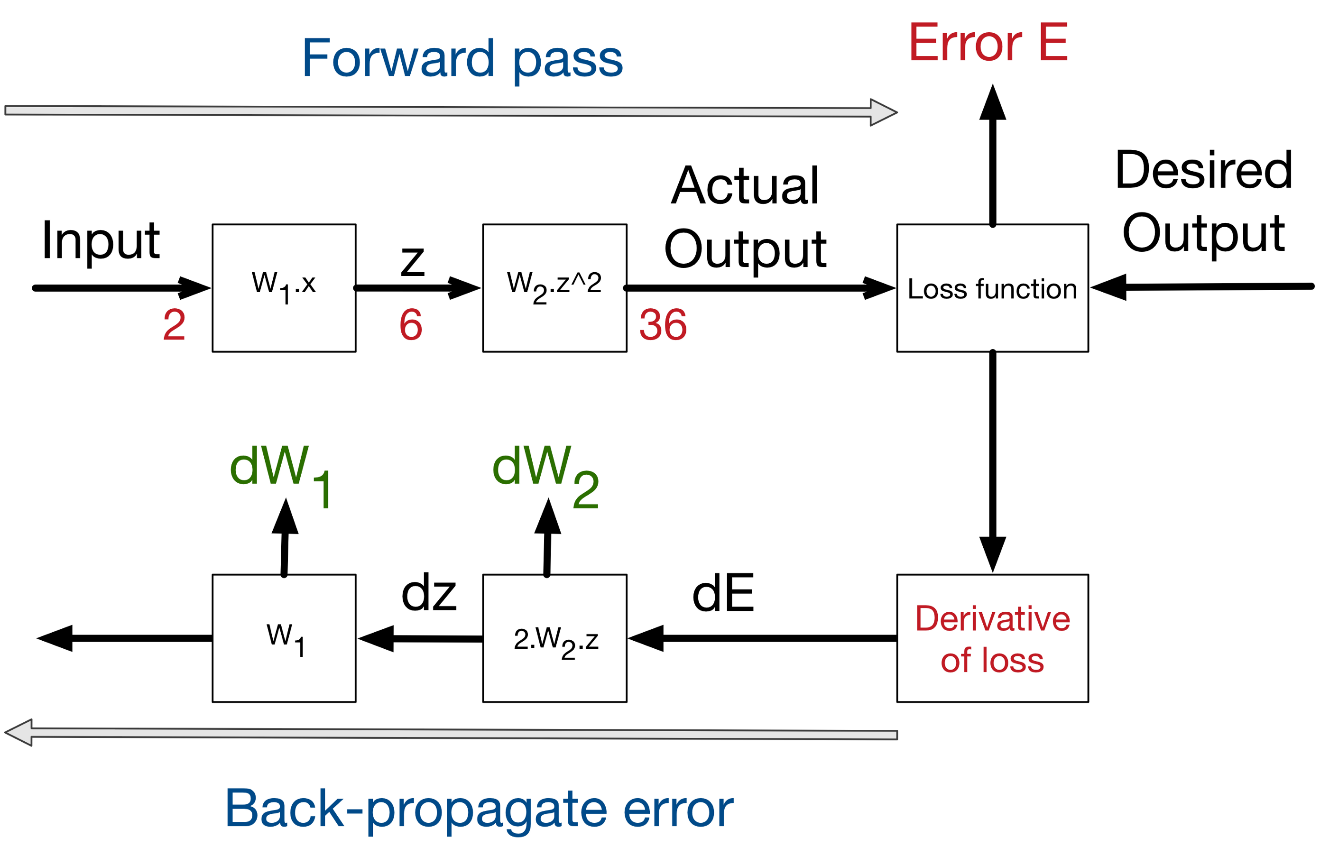 Forward pass
Error E
Input
W₁.x
z
W₂.z^2
Actual
Output
Loss function
Desired
Output
2
6
36
dW₁
dW₂
W₁
dz
2.W₂.z
dE
Derivative
of loss
Back-propagate error